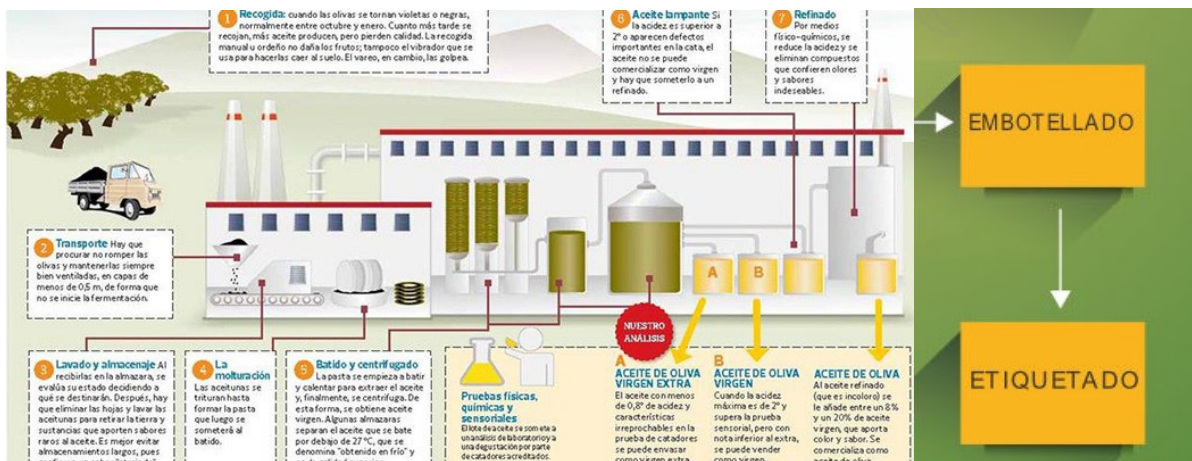 1 Recogida: cuando las olivas se tornan violetas o negras,
normalmente entre octubre y enero. Cuanto más tarde se
recojan, más aceite producen, pero pierden calidad. La recogida
manual u ordeño no daña los frutos; tampoco el vibrador que se
usa para hacerlas caer al suelo. El vareo, en cambio, las golpea.
6 Aceite lampante Si
la acidez es superior a
2° o aparecen defectos
importantes en la cata, el
aceite no se puede
comercializar como virgen
y hay que someterlo a un
refinado.
7 Refinado
Por medios
físico-químicos, se
reduce la acidez y se
eliminan compuestos
que confieren olores
y sabores
indeseables.
EMBOTELLADO
2 Transporte Hay que
procurar no romper las
olivas y mantenerlas siempre
bien ventiladas, en capas de
menos de 0,5 m, de forma que
no se inicie la fermentación.
A
B
NUESTRO
ANÁLISIS
3 Lavado y almacenaje Al
recibirlas en la almazara, se
evalúa su estado decidiendo a
qué se destinarán. Después, hay
que eliminar las hojas y lavar las
aceitunas para retirar la tierra y
sustancias que aporten sabores
raros al aceite. Es mejor evitar
almacenamientos largos, pues
4 La
molturación
Las aceitunas se
trituran hasta
formar la pasta
que luego se
someterá al
batido.
5 Batido y centrifugado
La pasta se empieza a batir
y calentar para extraer el aceite
y, finalmente, se centrifuga. De
esta forma, se obtiene aceite
virgen. Algunas almazaras
separan el aceite que se bate
por debajo de 27 °C, que se
denomina "obtenido en frío" y
Pruebas físicas,
químicas y
sensoriales
El lote de aceite se somete a
un análisis de laboratorio y a
una degustación por parte
de catadores acreditados.
A
ACEITE DE OLIVA
VIRGEN EXTRA
El aceite con menos
de 0,8° de acidez y
características
irreprochables en la
prueba de catadores
se puede envasar
como virgen extra
B
ACEITE DE OLIVA
VIRGEN
Cuando la acidez
máxima es de 2° y
supera la prueba
sensorial, pero con
nota inferior al extra,
se puede vender
como virgen
ACEITE DE OLIVA
Al aceite refinado
(que es incoloro) se
le añade entre un 8%
y un 20% de aceite
virgen, que aporta
color y sabor. Se
comercializa como
aceite de oliva
ETIQUETADO